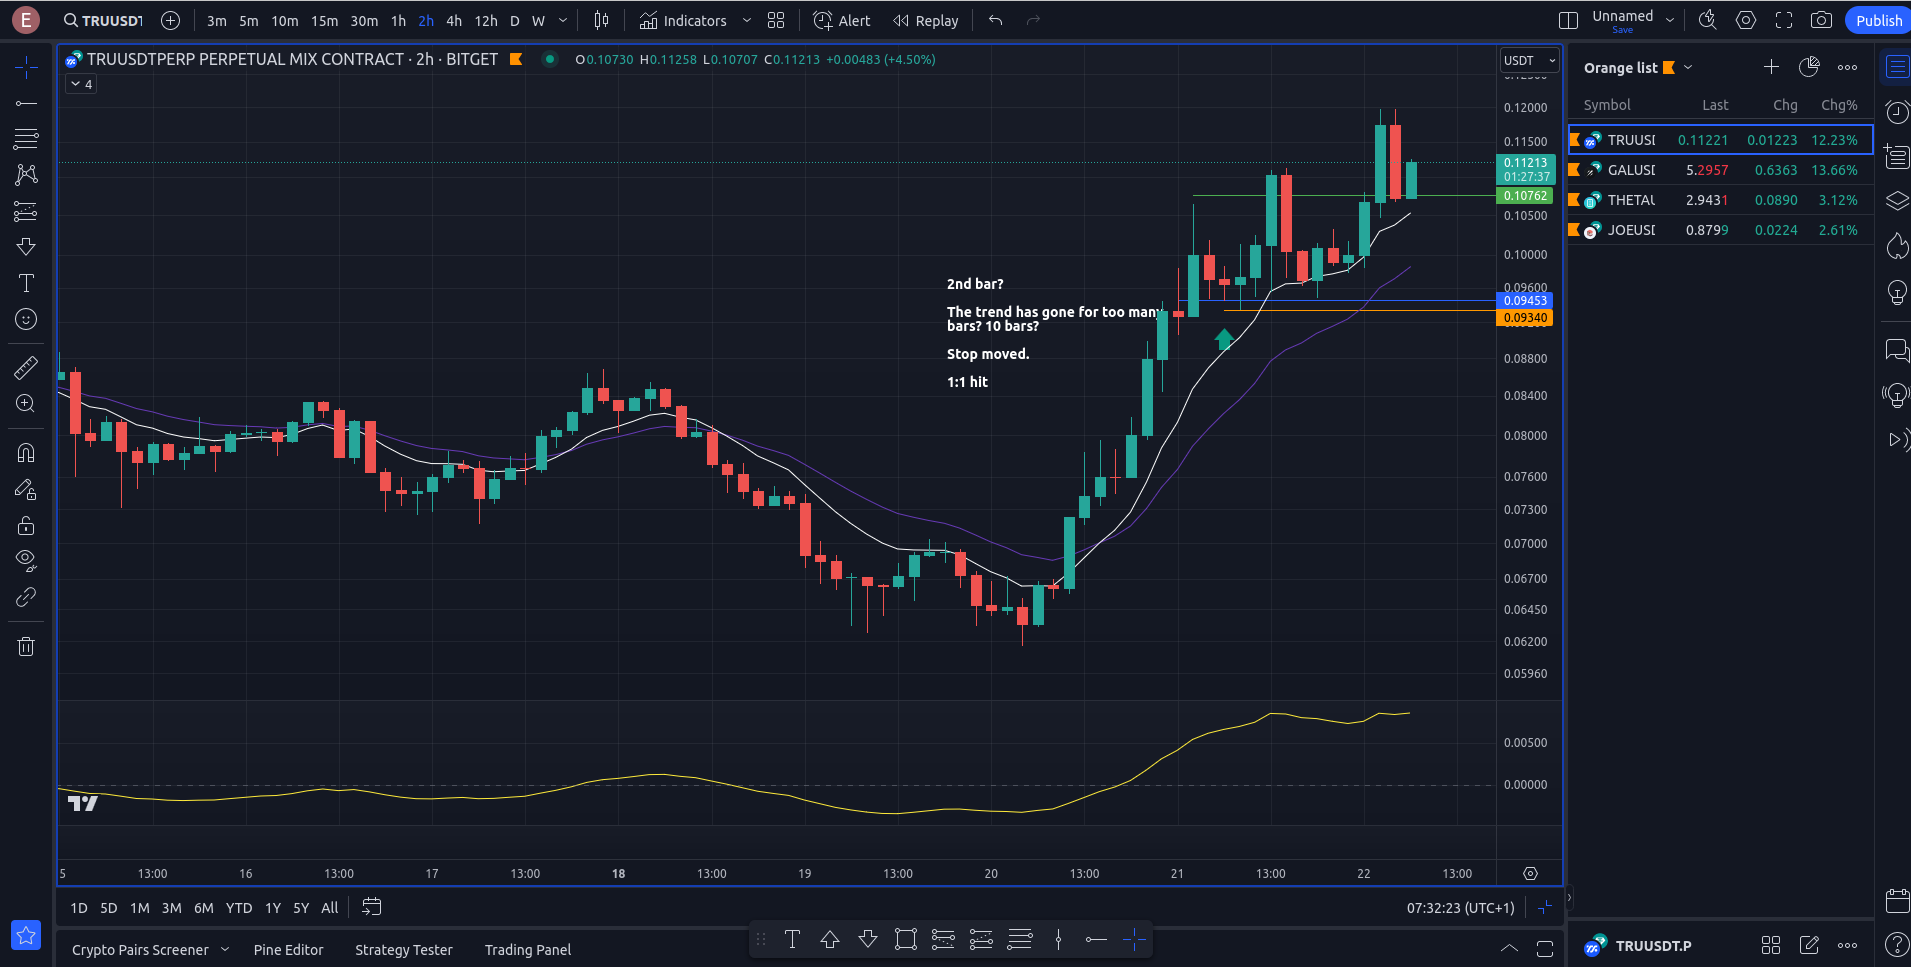 E
TRUUSDT
3m 5m 10m 15m 30m 1h 2h 4h 12h D W
Indicators
Alert
Replay
Unnamed
Save
Publish
TRUUSDTPERP PERPETUAL MIX CONTRACT · 2h · BITGET
O0.10730 H0.11258 L0.10707 C0.11213 +0.00483 (+4.50%)
4
USDT
0.12000
0.11500
0.11213
01:27:37
0.10762
0.10500
0.10000
0.09600
0.09453
0.09340
0.08800
0.08400
0.08000
0.07600
0.07300
0.07000
0.06700
0.06450
0.06200
0.05960
0.00500
0.00000
2nd bar?
The trend has gone for too many
bars? 10 bars?
Stop moved.
1:1 hit
5 13:00 16 13:00 17 13:00 18 13:00 19 13:00 20 13:00 21 13:00 22 13:00
1D 5D 1M 3M 6M YTD 1Y 5Y All
07:32:23 (UTC+1)
Crypto Pairs Screener
Pine Editor
Strategy Tester
Trading Panel
Orange list
Symbol Last Chg Chg%
TRUUSI 0.11221 0.01223 12.23%
GALUSI 5.2957 0.6363 13.66%
THETAU 2.9431 0.0890 3.12%
JOEUSI 0.8799 0.0224 2.61%
TRUUSDT.P